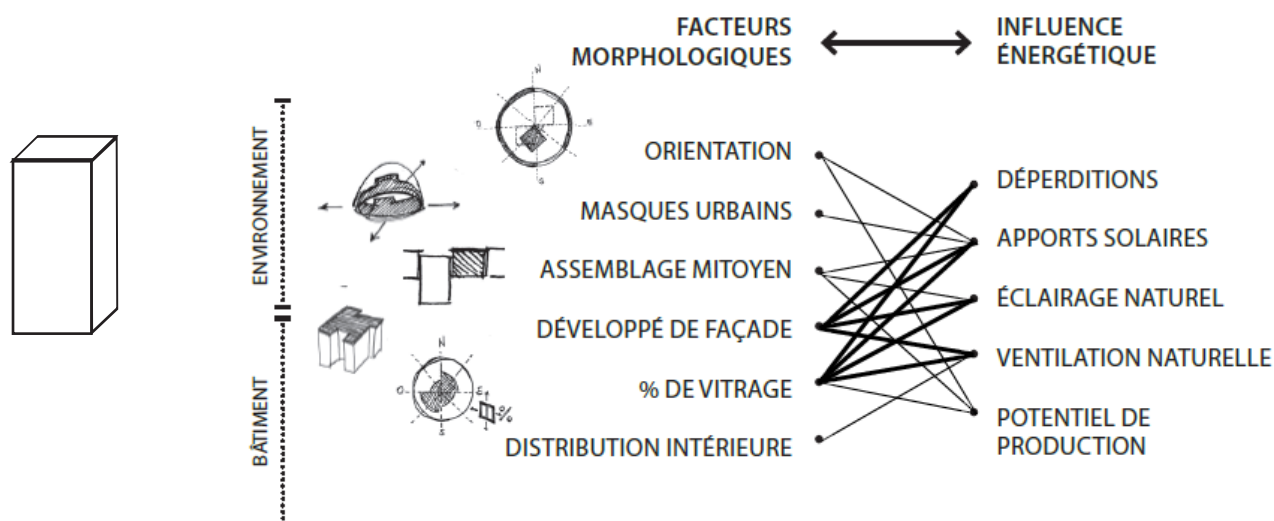 FACTEURS
MORPHOLOGIQUES
INFLUENCE
ÉNERGÉTIQUE
ENVIRONNEMENT
BÂTIMENT
N
O
S
ORIENTATION
MASQUES URBAINS
ASSEMBLAGE MITOYEN
DÉVELOPPÉ DE FAÇADE
N
O
E
S
%
% DE VITRAGE
DISTRIBUTION INTÉRIEURE
DÉPERDITIONS
APPORTS SOLAIRES
ÉCLAIRAGE NATUREL
VENTILATION NATURELLE
POTENTIEL DE
PRODUCTION